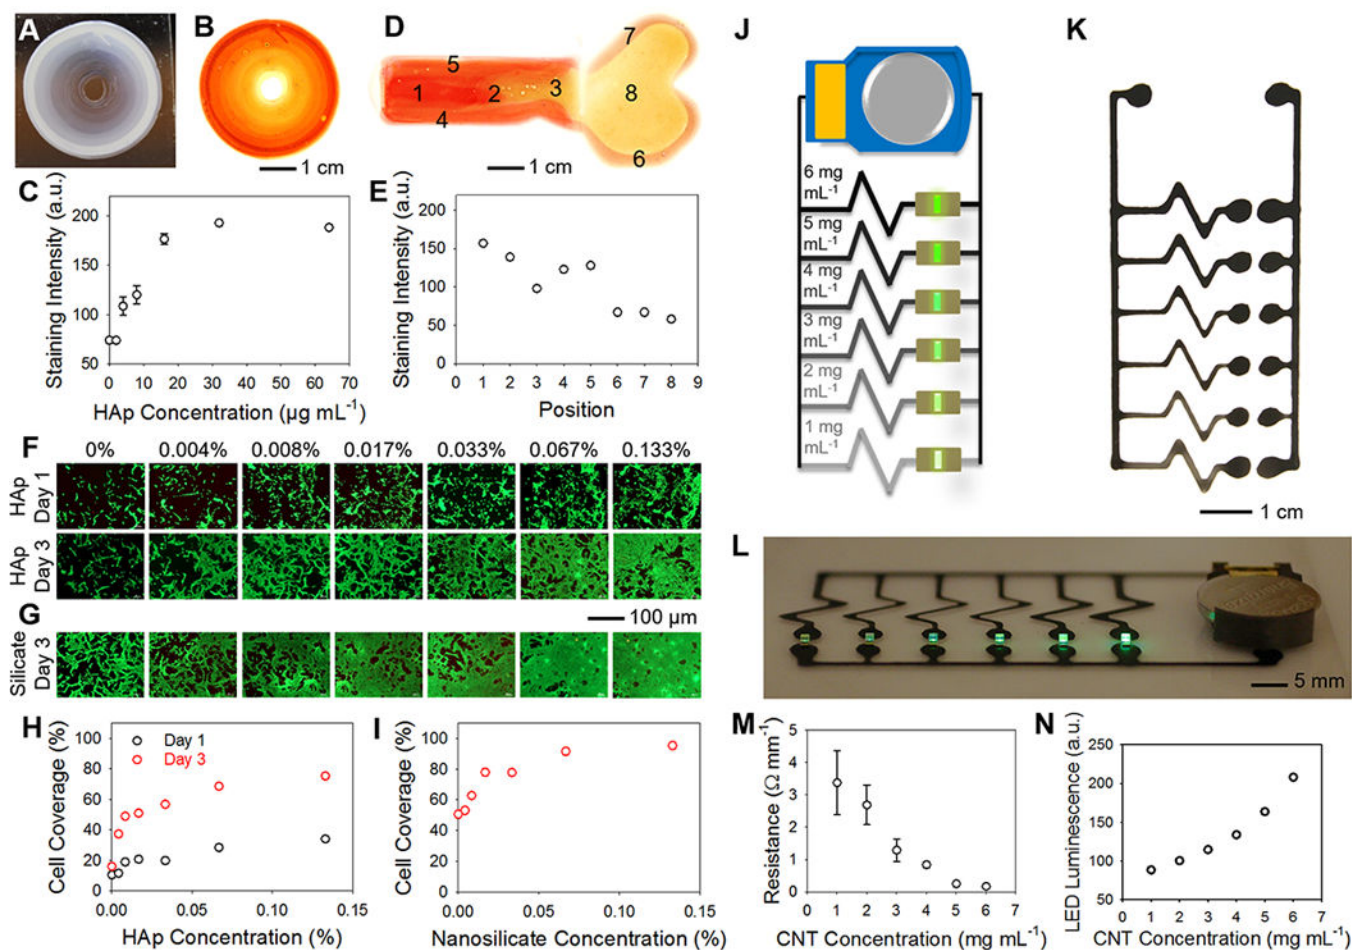 A
B
1 cm
D
1
2
3
4
5
6
7
8
1 cm
C
Staining Intensity (a.u.)
200
150
100
50
0
20
40
60
80
HAp Concentration (µg mL⁻¹)
E
Staining Intensity (a.u.)
200
150
100
50
0
0 1 2 3 4 5 6 7 8 9
Position
F
0% 0.004% 0.008% 0.017% 0.033% 0.067% 0.133%
HAp
Day 1
HAp
Day 3
100 µm
G
Silicate
Day 3
H
Cell Coverage (%)
100
80
60
40
20
0
Day 1
Day 3
0.00 0.05 0.10 0.15
HAp Concentration (%)
I
Cell Coverage (%)
100
80
60
40
20
0
0.00 0.05 0.10 0.15
Nanosilicate Concentration (%)
J
6 mg
mL⁻¹
5 mg
mL⁻¹
4 mg
mL⁻¹
3 mg
mL⁻¹
2 mg
mL⁻¹
1 mg
mL⁻¹
K
1 cm
L
5 mm
M
Resistance (Ω mm⁻¹)
5
4
3
2
1
0
0 1 2 3 4 5 6 7
CNT Concentration (mg mL⁻¹)
N
LED Luminescence (a.u.)
250
200
150
100
50
0 1 2 3 4 5 6 7
CNT Concentration (mg mL⁻¹)